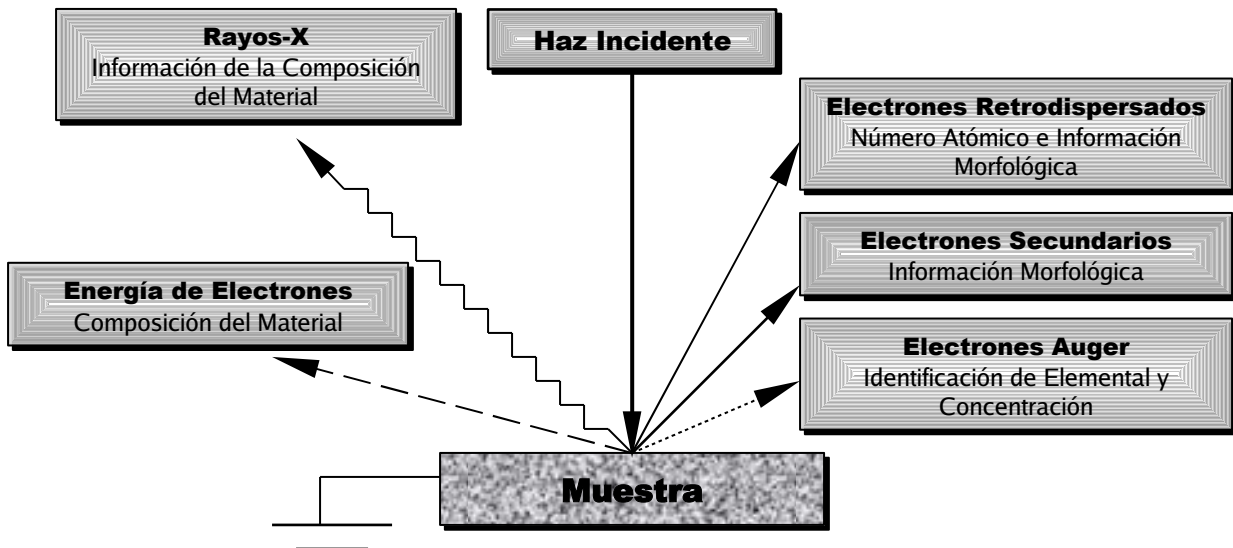 Rayos-X
Información de la Composición
del Material
Haz Incidente
Electrones Retrodispersados
Número Atómico e Información
Morfológica
Electrones Secundarios
Información Morfológica
Energía de Electrones
Composición del Material
Electrones Auger
Identificación de Elemental y
Concentración
Muestra